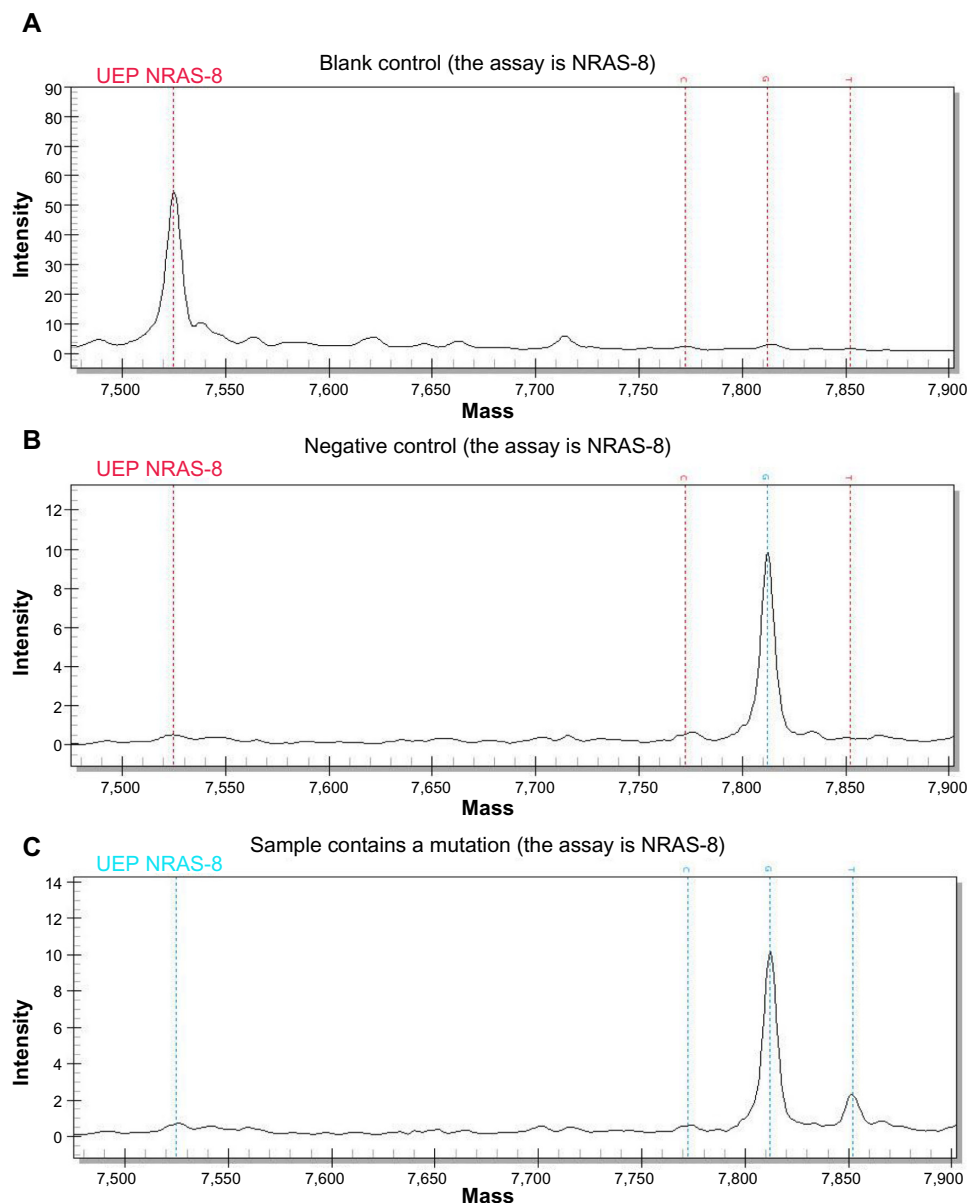 A
Blank control (the assay is NRAS-8)
UEP NRAS-8
C
G
T
90
80
70
60
50
40
30
20
10
0
Intensity
7,500 7,550 7,600 7,650 7,700 7,750 7,800 7,850 7,900
Mass
B
Negative control (the assay is NRAS-8)
UEP NRAS-8
C
G
T
12
10
8
6
4
2
0
Intensity
7,500 7,550 7,600 7,650 7,700 7,750 7,800 7,850 7,900
Mass
C
Sample contains a mutation (the assay is NRAS-8)
UEP NRAS-8
C
G
T
14
12
10
8
6
4
2
0
Intensity
7,500 7,550 7,600 7,650 7,700 7,750 7,800 7,850 7,900
Mass